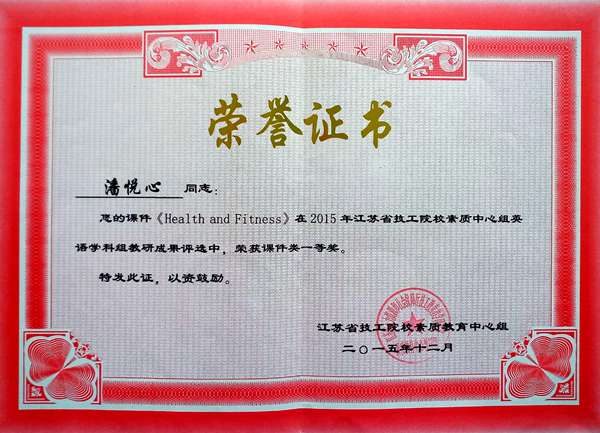 荣誉证书
潘悦心 同志：
您的课件《Health and Fitness》在2015年江苏省技工院校素质中心组英
语学科组教研成果评选中，荣获课件类一等奖。
特发此证，以资鼓励。
江苏省技工院校素质教育中心组
二〇一五年十二月